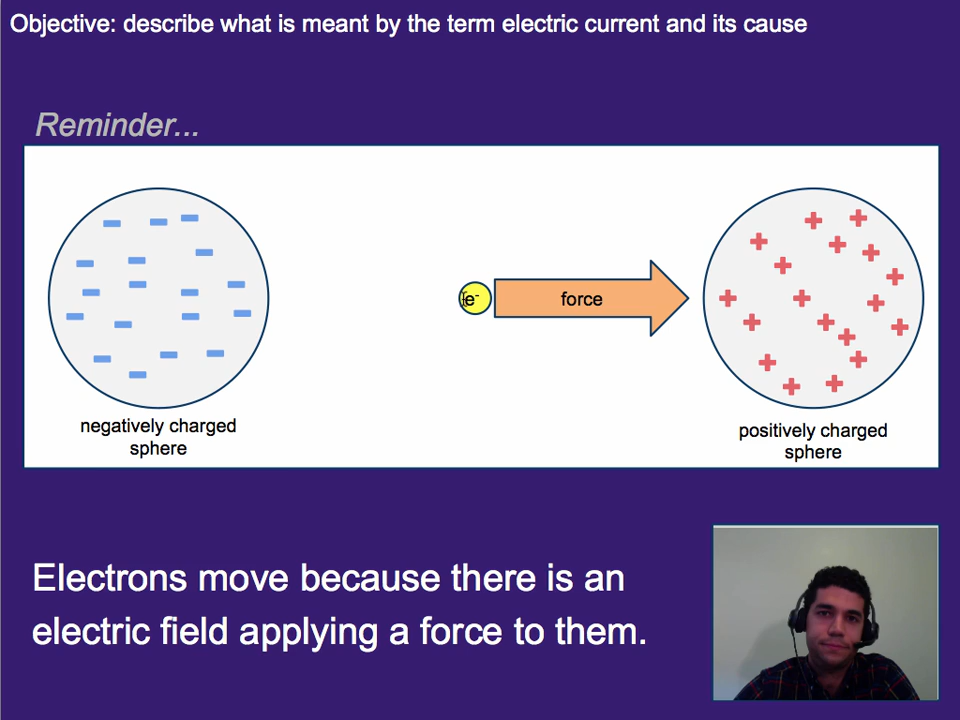 Objective: describe what is meant by the term electric current and its cause
Reminder...
e-
force
negatively charged
sphere
positively charged
sphere
Electrons move because there is an
electric field applying a force to them.